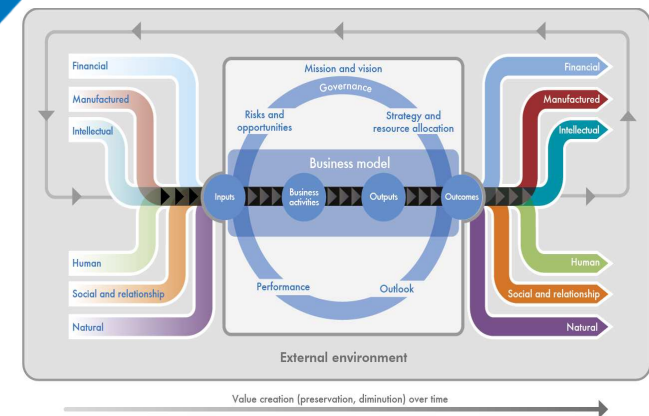 Financial
Manufactured
Intellectual
Human
Social and relationship
Natural
Mission and vision
Governance
Risks and
opportunities
Strategy and
resource allocation
Business model
Inputs
Business
activities
Outputs
Outcomes
Performance
Outlook
External environment
Financial
Manufactured
Intellectual
Human
Social and relationship
Natural
Value creation (preservation, diminution) over time